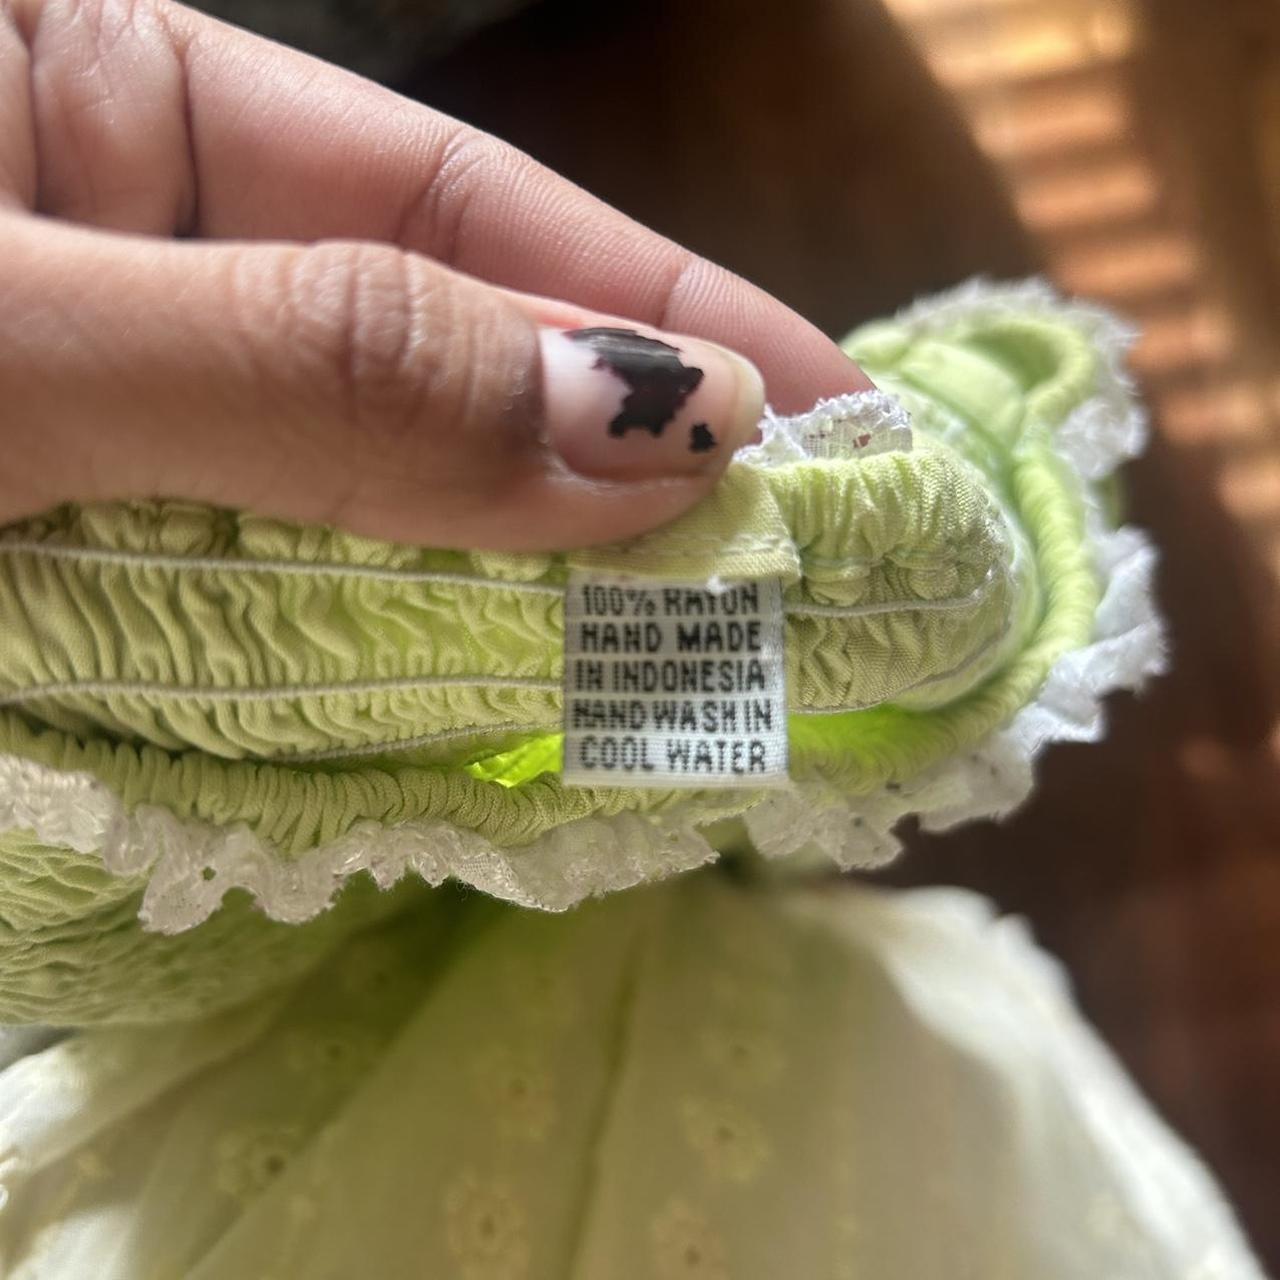 100% RAYON
HAND MADE
IN INDONESIA
HAND WASH IN
COOL WATER